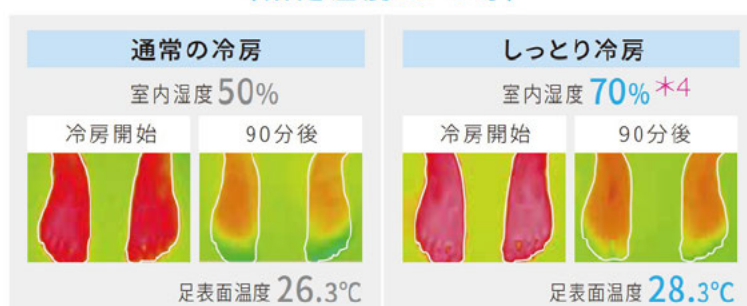 通常の冷房
室内湿度50%
冷房開始
90分後
足表面温度26.3℃
しっとり冷房
室内湿度70%＊4
冷房開始
90分後
足表面温度28.3℃